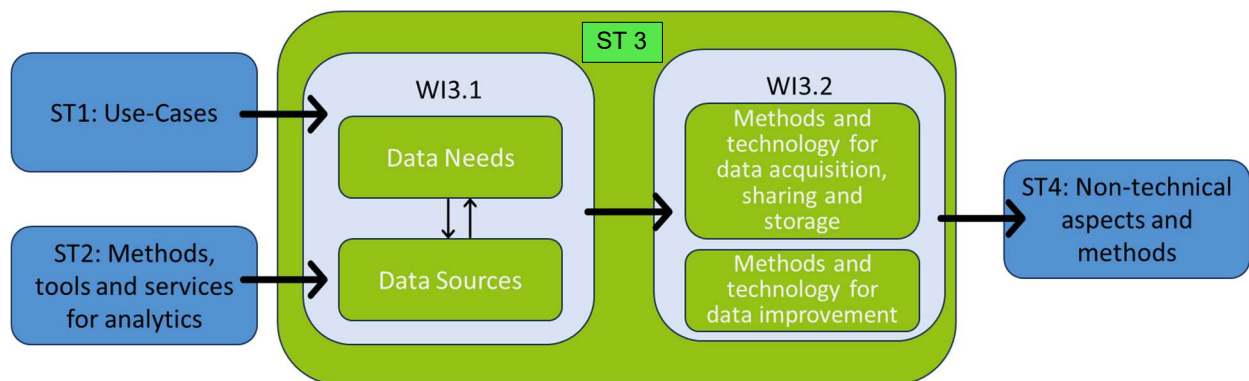 ST 3
ST1: Use-Cases
ST2: Methods,
tools and services
for analytics
WI3.1
Data Needs
Data Sources
WI3.2
Methods and
technology for
data acquisition,
sharing and
storage
Methods and
technology for
data improvement
ST4: Non-technical
aspects and
methods